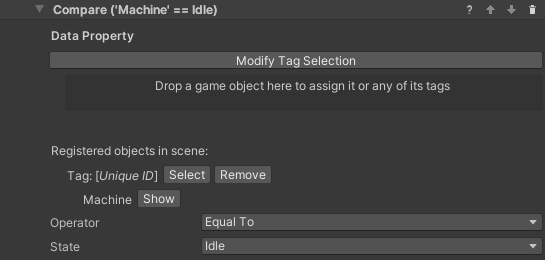 Compare ('Machine' == Idle) ?
Data Property
Modify Tag Selection
Drop a game object here to assign it or any of its tags
Registered objects in scene:
Tag: [Unique ID] Select Remove
Machine Show
Operator Equal To
State Idle